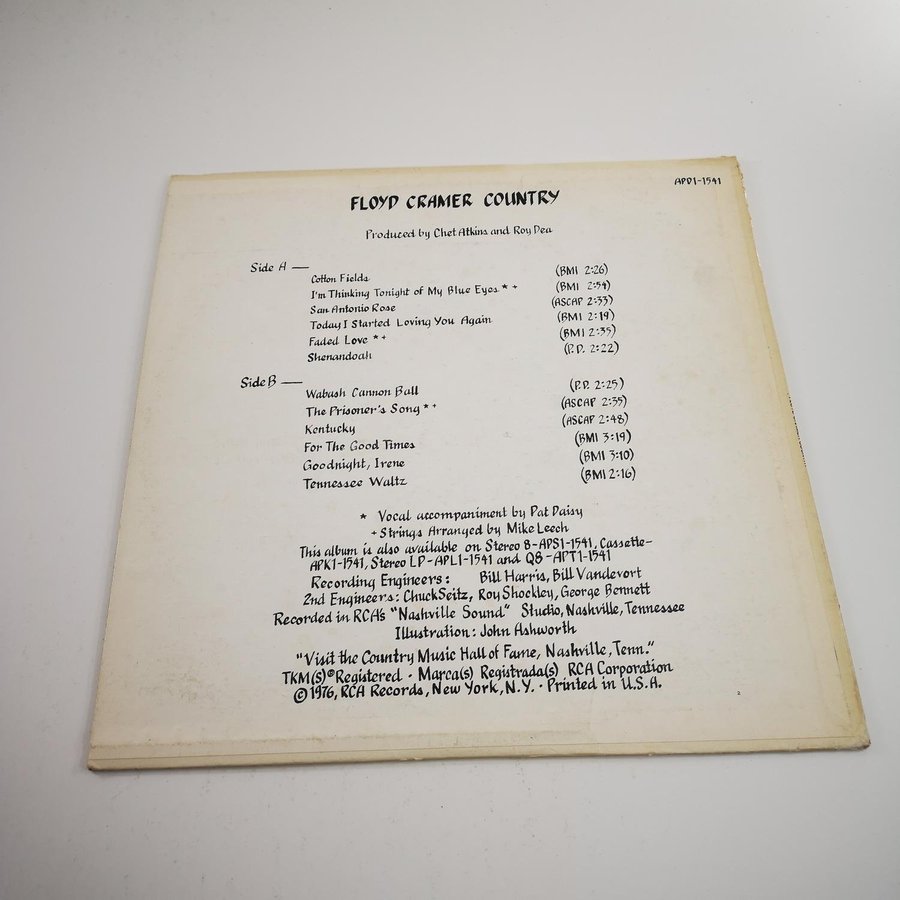 APD1-1541
FLOYD CRAMER COUNTRY
Produced by Chet Atkins and Roy Dea
Side A —
Cotton Fields (BMI 2:26)
I'm Thinking Tonight of My Blue Eyes * + (BMI 2:54)
San Antonio Rose (ASCAP 2:33)
Today I Started Loving You Again (BMI 2:19)
Faded Love * + (BMI 2:35)
Shenandoah (P.D. 2:22)
Side B —
Wabash Cannon Ball (P.D. 2:25)
The Prisoner's Song * + (ASCAP 2:35)
Kentucky (ASCAP 2:48)
For The Good Times (BMI 3:19)
Goodnight, Irene (BMI 3:10)
Tennessee Waltz (BMI 2:16)
* Vocal accompaniment by Pat Daisy
+ Strings Arranged by Mike Leech
This album is also available on Stereo 8-APS1-1541, Cassette-
APK1-1541, Stereo LP-APL1-1541 and Q8-APT1-1541
Recording Engineers: Bill Harris, Bill Vandevort
2nd Engineers: Chuck Seitz, Roy Shockley, George Bennett
Recorded in RCA's "Nashville Sound" Studio, Nashville, Tennessee
Illustration: John Ashworth
"Visit the Country Music Hall of Fame, Nashville, Tenn."
TKM(S)® Registered · Marca(s) Registrada(s) RCA Corporation
© 1976, RCA Records, New York, N.Y. · Printed in U.S.A.
2